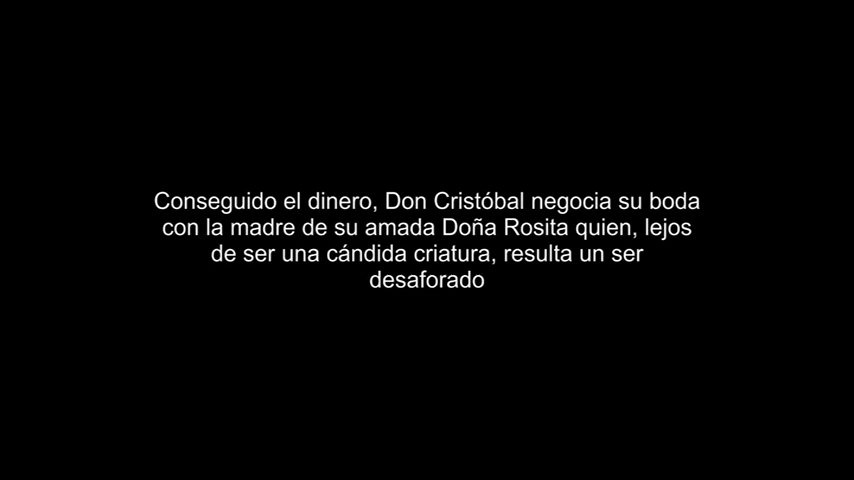 Conseguido el dinero, Don Cristóbal negocia su boda
con la madre de su amada Doña Rosita quien, lejos
de ser una cándida criatura, resulta un ser
desaforado